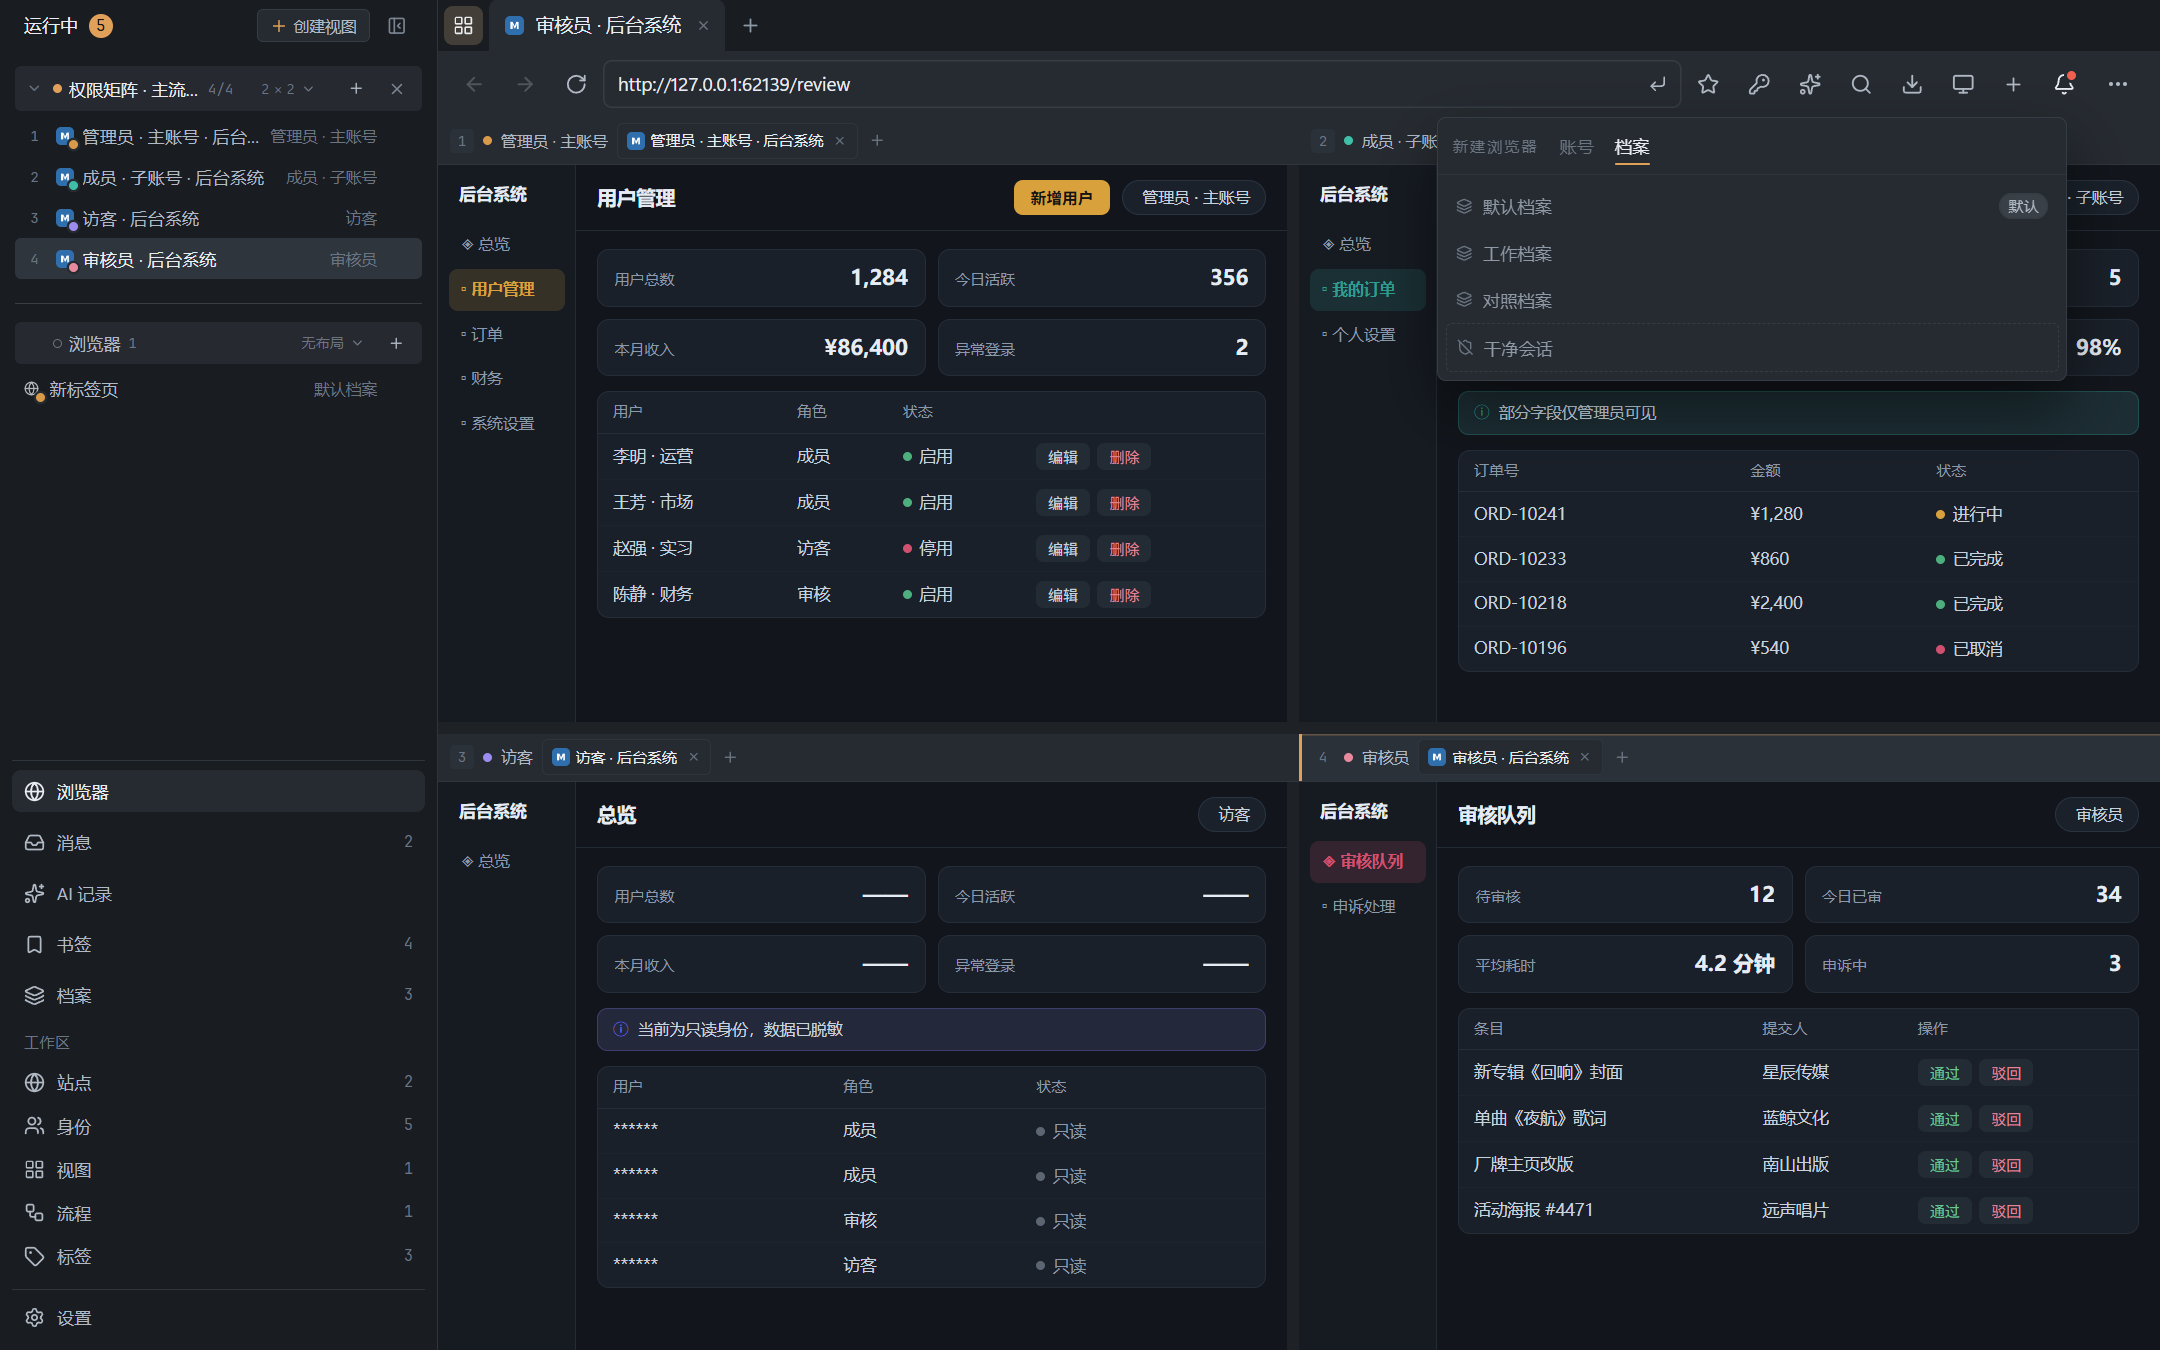 运行中 5
创建视图
权限矩阵 · 主流... 4/4 2 × 2
1 管理员 · 主账号 · 后台... 管理员 · 主账号
2 成员 · 子账号 · 后台系统 成员 · 子账号
3 访客 · 后台系统 访客
4 审核员 · 后台系统 审核员
浏览器 1 无布局
新标签页 默认档案
浏览器
消息 2
AI 记录
书签 4
档案 3
工作区
站点 2
身份 5
视图 1
流程 1
标签 3
设置
M 审核员 · 后台系统
http://127.0.0.1:62139/review
1 管理员 · 主账号 M 管理员 · 主账号 · 后台系统
后台系统
总览
用户管理
订单
财务
系统设置
用户管理 新增用户 管理员 · 主账号
用户总数 1,284 今日活跃 356
本月收入 ¥86,400 异常登录 2
用户 角色 状态
李明 · 运营 成员 启用 编辑 删除
王芳 · 市场 成员 启用 编辑 删除
赵强 · 实习 访客 停用 编辑 删除
陈静 · 财务 审核 启用 编辑 删除
2 成员 · 子账
后台系统
总览
我的订单
个人设置
新建浏览器 账号 档案
默认档案 默认
工作档案
对照档案
干净会话
· 子账号
5
98%
部分字段仅管理员可见
订单号 金额 状态
ORD-10241 ¥1,280 进行中
ORD-10233 ¥860 已完成
ORD-10218 ¥2,400 已完成
ORD-10196 ¥540 已取消
3 访客 M 访客 · 后台系统
后台系统
总览
总览 访客
用户总数 —— 今日活跃 ——
本月收入 —— 异常登录 ——
当前为只读身份，数据已脱敏
用户 角色 状态
****** 成员 只读
****** 成员 只读
****** 审核 只读
****** 访客 只读
4 审核员 M 审核员 · 后台系统
后台系统
审核队列
申诉处理
审核队列 审核员
待审核 12 今日已审 34
平均耗时 4.2 分钟 申诉中 3
条目 提交人 操作
新专辑《回响》封面 星辰传媒 通过 驳回
单曲《夜航》歌词 蓝鲸文化 通过 驳回
厂牌主页改版 南山出版 通过 驳回
活动海报 #4471 远声唱片 通过 驳回